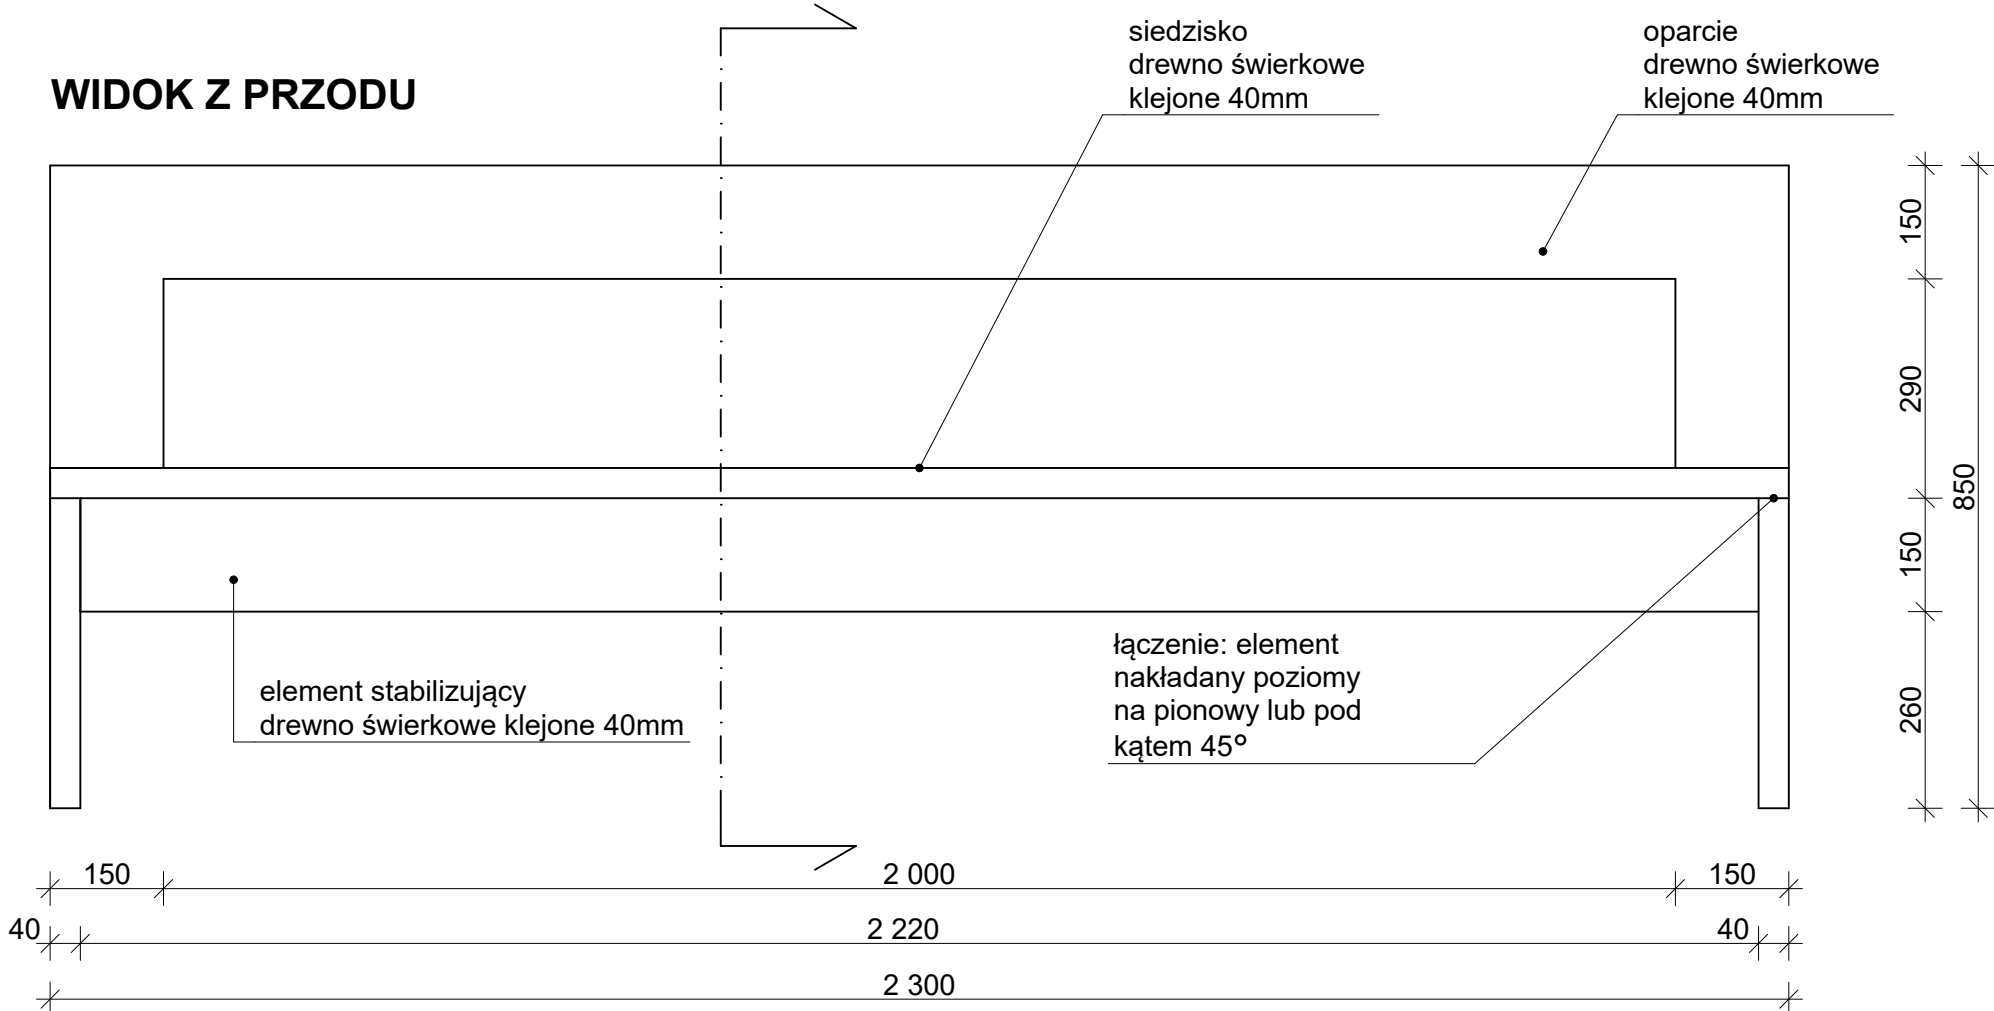 WIDOK Z PRZODU
siedzisko
drewno świerkowe
klejone 40mm
oparcie
drewno świerkowe
klejone 40mm
150
290
150
260
850
element stabilizujący
drewno świerkowe klejone 40mm
łączenie: element
nakładany poziomy
na pionowy lub pod
kątem 45°
150
2 000
150
40
2 220
40
2 300